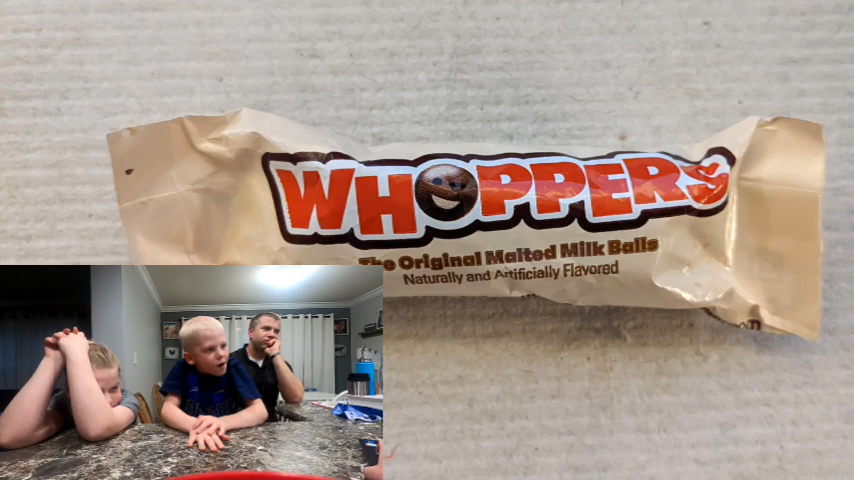 WHOPPERS
The Original Malted Milk Balls
Naturally and Artificially Flavored